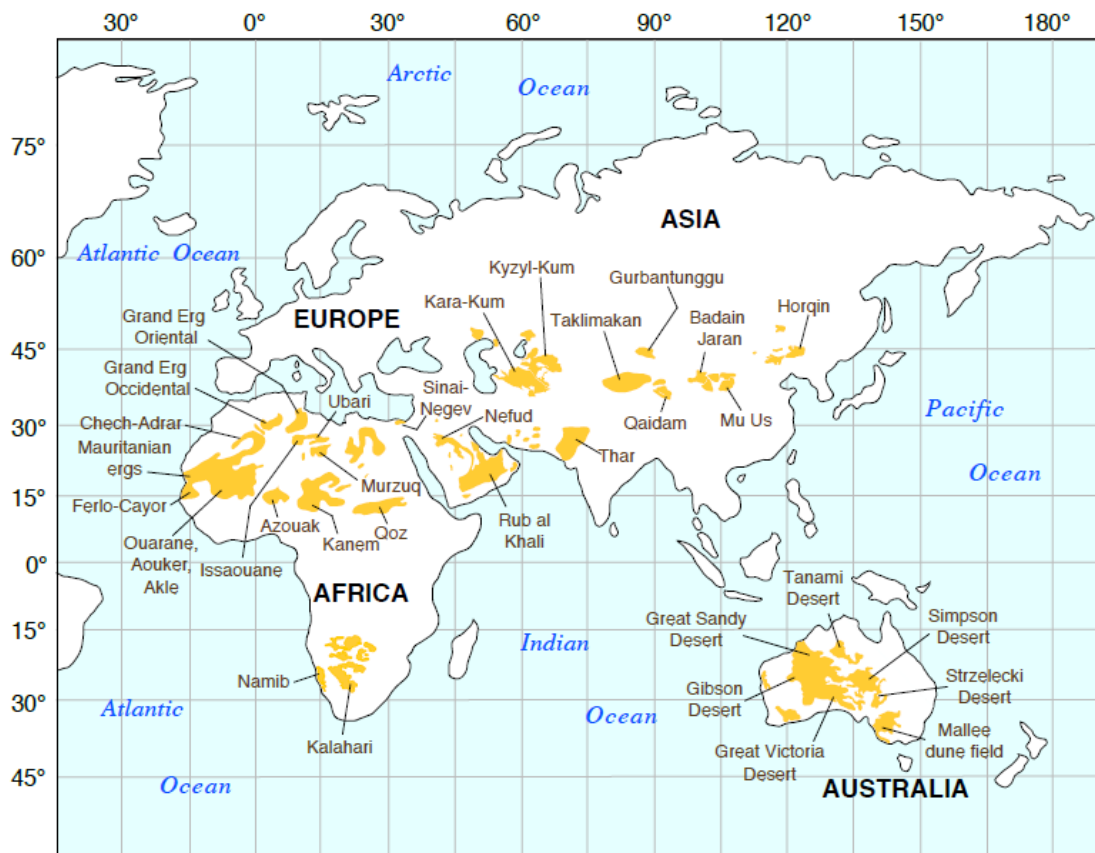 30° 0° 30° 60° 90° 120° 150° 180°
Arctic
Ocean
75°
ASIA
Atlantic Ocean
60°
Kyzyl-Kum
Gurbantunggu
Kara-Kum
Grand Erg
Oriental
EUROPE
Taklimakan
Badain
Jaran
Horqin
45°
Grand Erg
Occidental
Ubari
Sinai-
Negev
Nefud
Qaidam
Mu Us
Pacific
Ocean
30°
Chech-Adrar
Mauritanian
ergs
Thar
Murzuq
15°
Ferlo-Cayor
Azouak
Kanem
Qoz
Rub al
Khali
Ouarane,
Aouker,
Akle
Issaouane
0°
AFRICA
Tanami
Desert
Great Sandy
Desert
Simpson
Desert
15°
Indian
Ocean
Namib
Gibson
Desert
Strzelecki
Desert
30°
Atlantic
Ocean
Kalahari
Great Victoria
Desert
Mallee
dune field
45°
AUSTRALIA